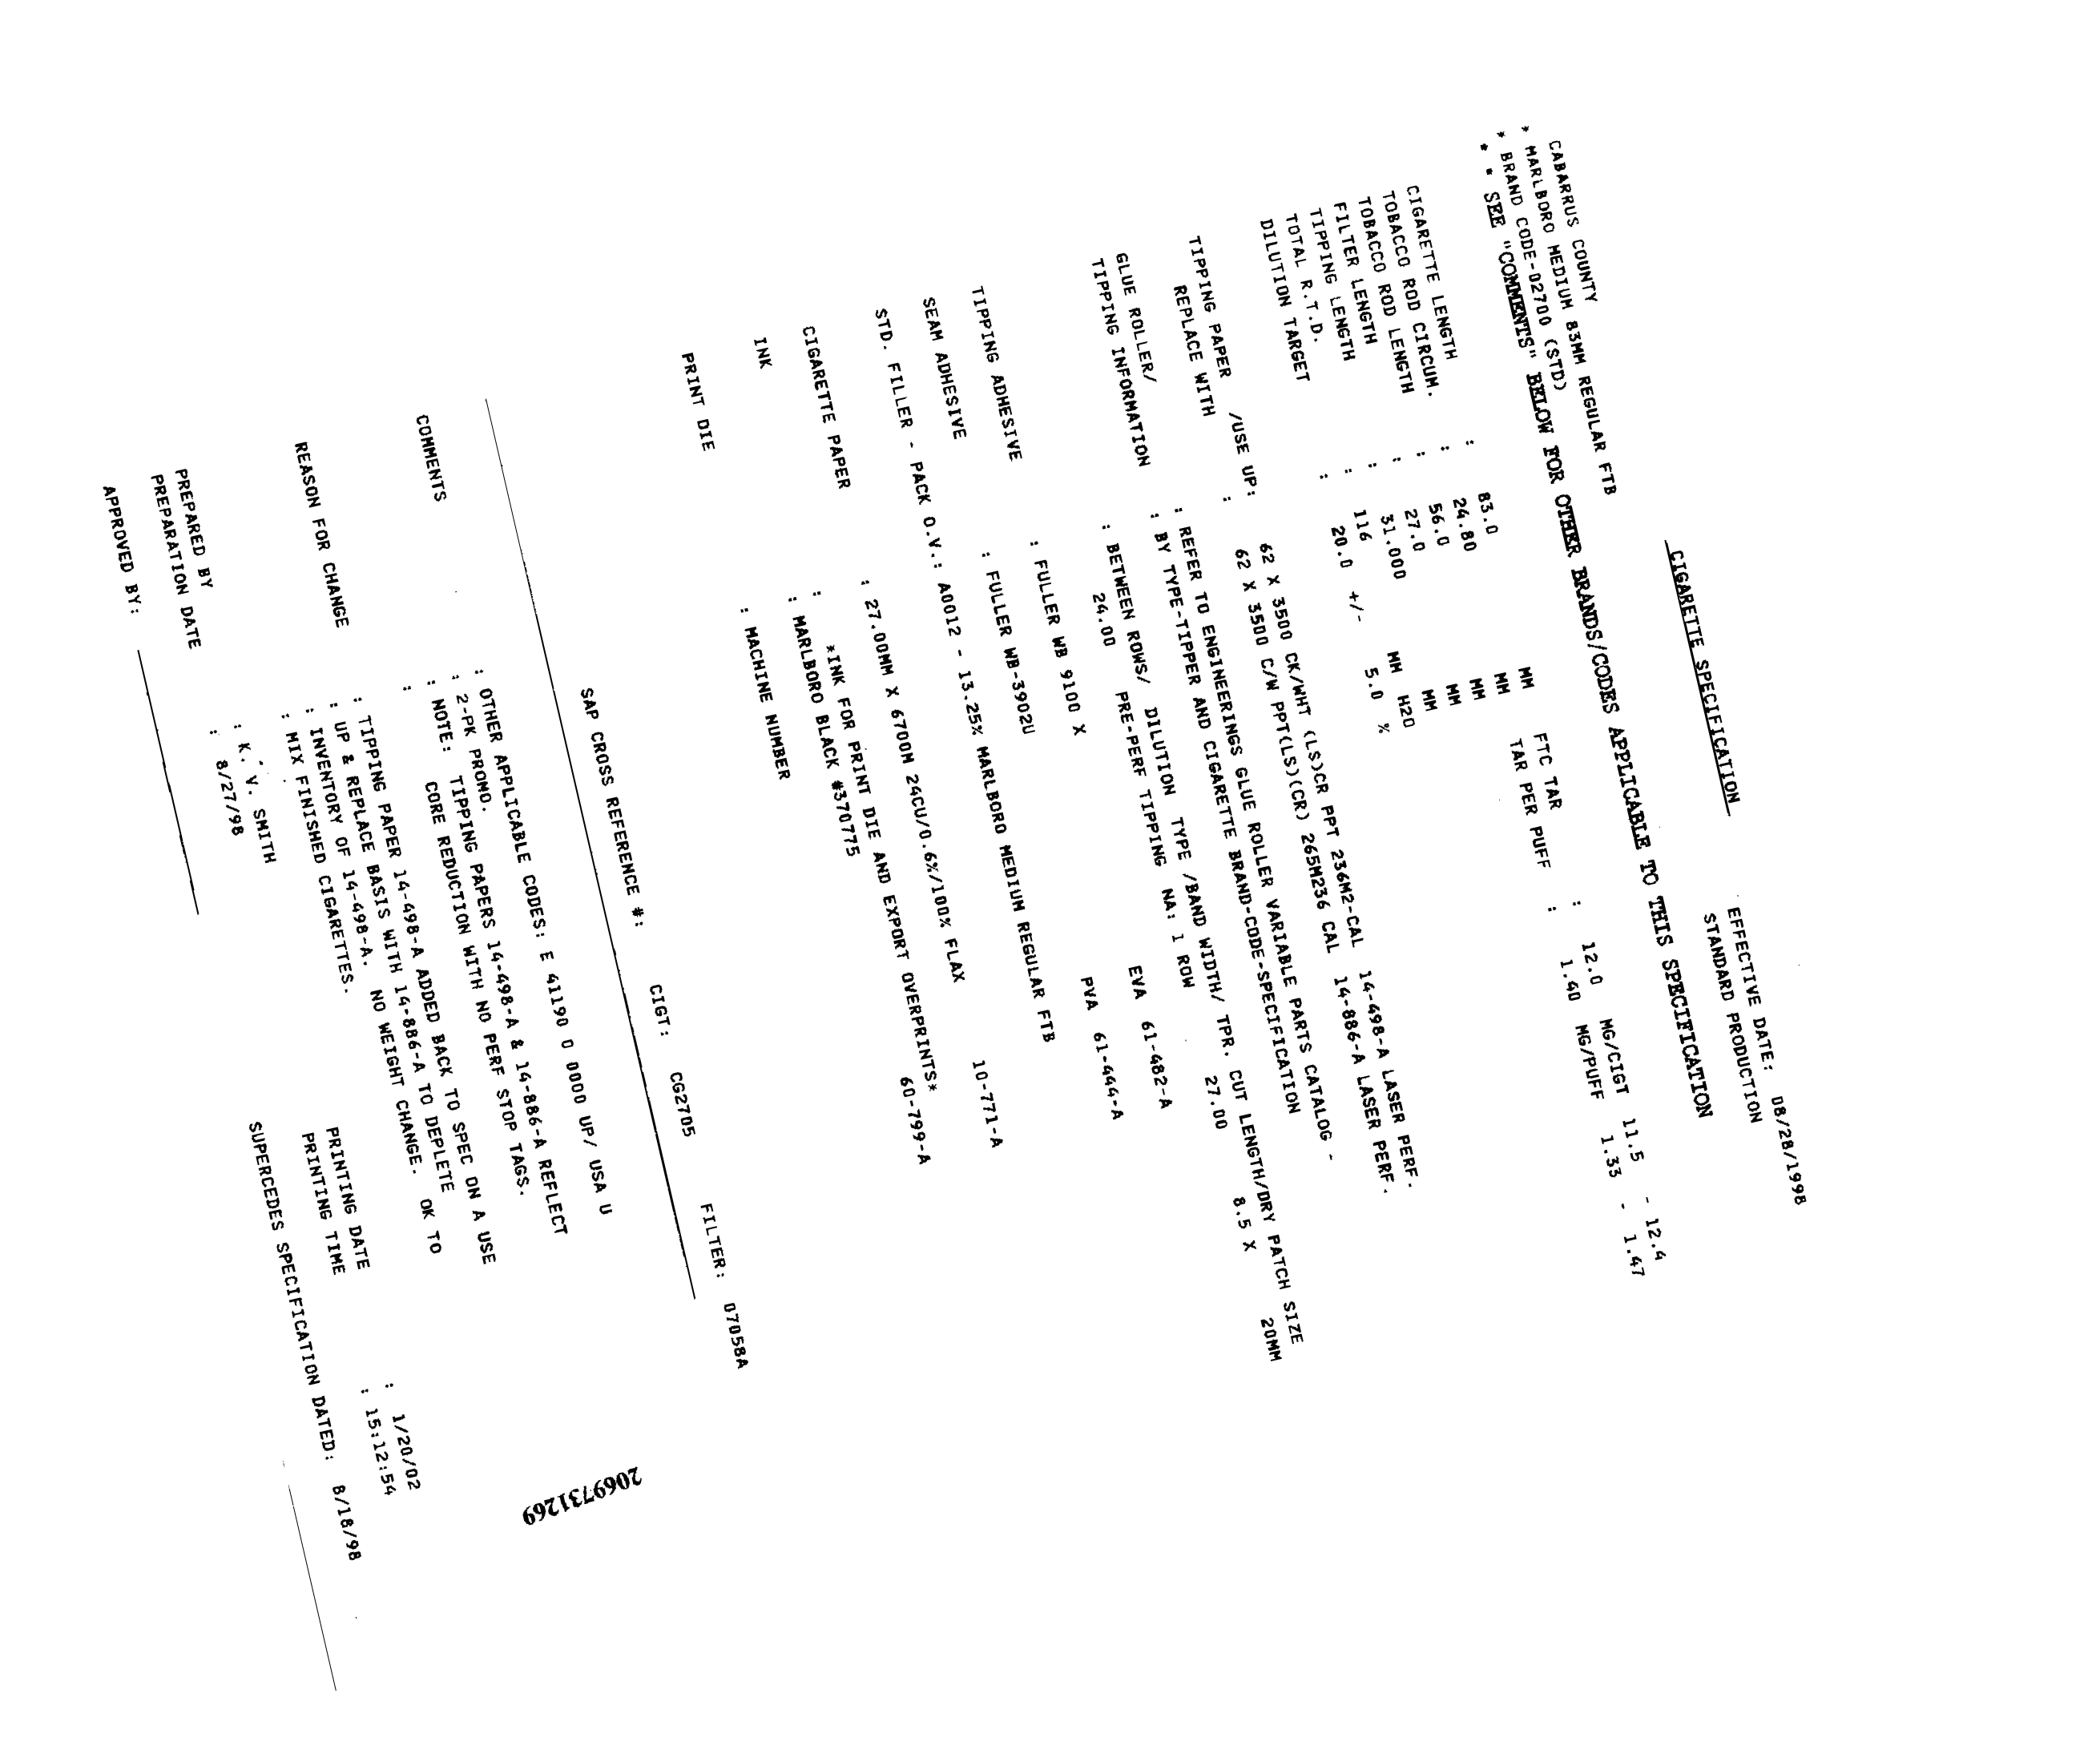 CIGARETTE SPECIFICATION
EFFECTIVE DATE: 08/28/1998
STANDARD PRODUCTION
CABARRUS COUNTY
* MARLBORO MEDIUM 83MM REGULAR FTB
* BRAND CODE-02700 (STD)
* * SEE "COMMENTS" BELOW FOR OTHER BRANDS/CODES APPLICABLE TO THIS SPECIFICATION
CIGARETTE LENGTH : 83.0 MM FTC TAR : 12.0 MG/CIGT 11.5 - 12.4
TOBACCO ROD CIRCUM. : 24.80 MM TAR PER PUFF : 1.40 MG/PUFF 1.33 - 1.47
TOBACCO ROD LENGTH : 56.0 MM
FILTER LENGTH : 27.0 MM
TIPPING LENGTH : 31.000 MM
TOTAL R.T.D. : 116 MM H2O
DILUTION TARGET : 20.0 +/- 5.0 %
TIPPING PAPER /USE UP: 62 X 3500 CK/WHT (LS)CR PPT 236M2-CAL 14-498-A LASER PERF.
REPLACE WITH : 62 X 3500 C/W PPT(LS)(CR) 265M236 CAL 14-886-A LASER PERF.
GLUE ROLLER/ : REFER TO ENGINEERINGS GLUE ROLLER VARIABLE PARTS CATALOG -
TIPPING INFORMATION : BY TYPE-TIPPER AND CIGARETTE BRAND-CODE-SPECIFICATION
: BETWEEN ROWS/ DILUTION TYPE /BAND WIDTH/ TPR. CUT LENGTH/DRY PATCH SIZE
24.00 PRE-PERF TIPPING NA: 1 ROW 27.00 8.5 X 20MM
TIPPING ADHESIVE : FULLER WB 9100 X EVA 61-482-A
SEAM ADHESIVE : FULLER WB-3902U PVA 61-444-A
STD. FILLER - PACK O.V.: A0012 - 13.25% MARLBORO MEDIUM REGULAR FTB
CIGARETTE PAPER : 27.00MM X 6700M 24CU/0.6%/100% FLAX 10-771-A
INK : *INK FOR PRINT DIE AND EXPORT OVERPRINTS*
: MARLBORO BLACK #370775 60-799-A
PRINT DIE : MACHINE NUMBER
SAP CROSS REFERENCE #: CIGT: CG2705 FILTER: 07058A
COMMENTS : OTHER APPLICABLE CODES: E 41190 0 0000 UP/ USA U
: 2-PK PROMO.
: NOTE: TIPPING PAPERS 14-498-A & 14-886-A REFLECT
: CORE REDUCTION WITH NO PERF STOP TAGS.
REASON FOR CHANGE : TIPPING PAPER 14-498-A ADDED BACK TO SPEC ON A USE
: UP & REPLACE BASIS WITH 14-886-A TO DEPLETE
: INVENTORY OF 14-498-A. NO WEIGHT CHANGE. OK TO
: MIX FINISHED CIGARETTES.
PREPARED BY : K. V. SMITH PRINTING DATE : 1/20/02
PREPARATION DATE : 8/27/98 PRINTING TIME : 15:12:54
APPROVED BY: SUPERCEDES SPECIFICATION DATED: 8/18/98
2069731269